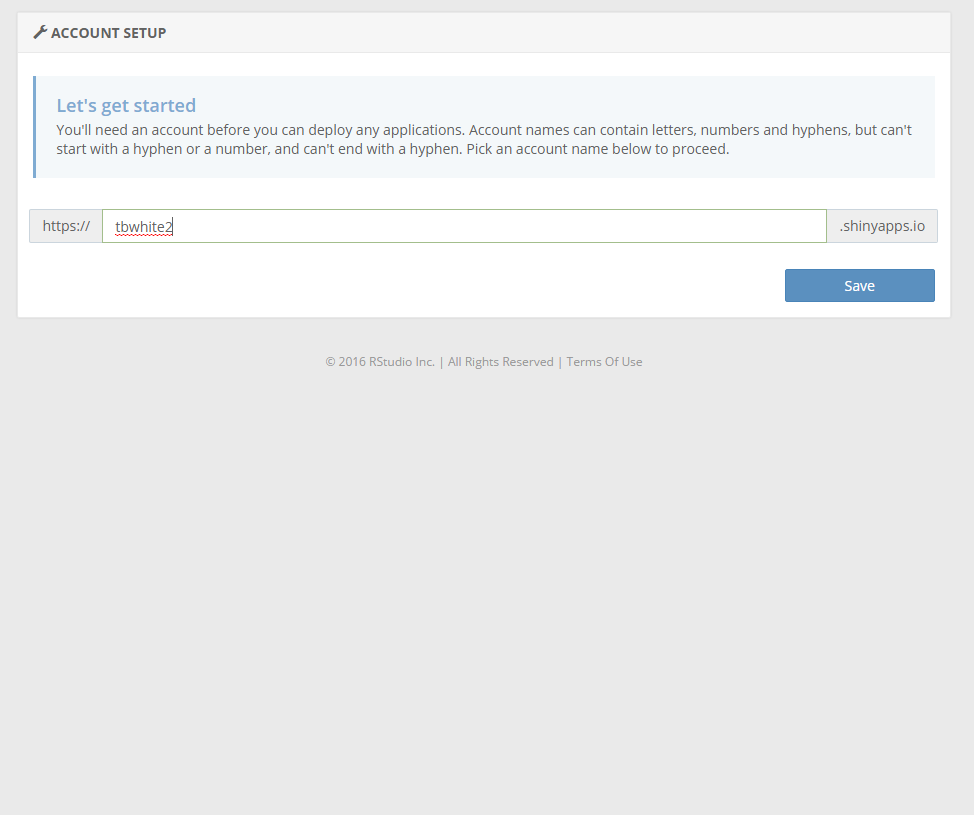 ACCOUNT SETUP
Let's get started
You'll need an account before you can deploy any applications. Account names can contain letters, numbers and hyphens, but can't
start with a hyphen or a number, and can't end with a hyphen. Pick an account name below to proceed.
https:// tbwhite2 .shinyapps.io
Save
© 2016 RStudio Inc. | All Rights Reserved | Terms Of Use